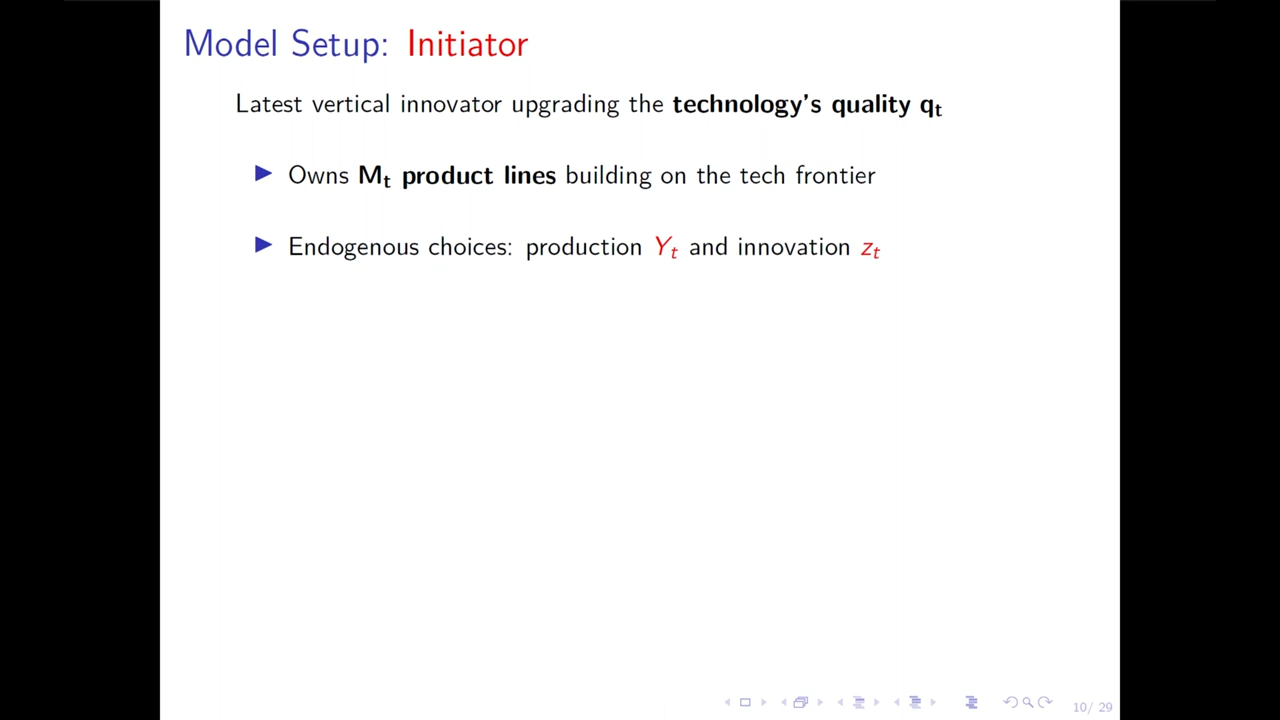 Model Setup: Initiator
Latest vertical innovator upgrading the technology's quality qt
Owns Mt product lines building on the tech frontier
Endogenous choices: production Yt and innovation zt
10/ 29